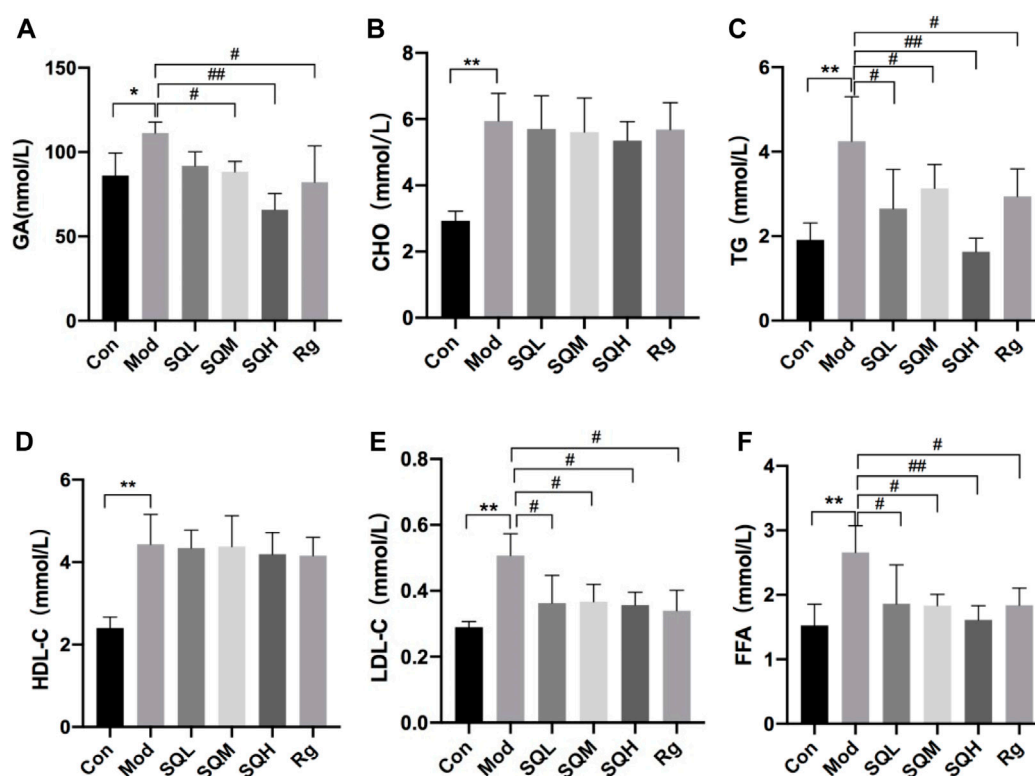 A
GA(nmol/L)
150
100
50
0
*
#
##
#
Con Mod SQL SQM SQH Rg
B
CHO (mmol/L)
8
6
4
2
0
**
Con Mod SQL SQM SQH Rg
C
TG (mmol/L)
6
4
2
0
**
#
##
#
#
Con Mod SQL SQM SQH Rg
D
HDL-C (mmol/L)
6
4
2
0
**
Con Mod SQL SQM SQH Rg
E
LDL-C (mmol/L)
0.8
0.6
0.4
0.2
0.0
**
#
#
#
#
Con Mod SQL SQM SQH Rg
F
FFA (mmol/L)
4
3
2
1
0
**
#
##
#
#
Con Mod SQL SQM SQH Rg